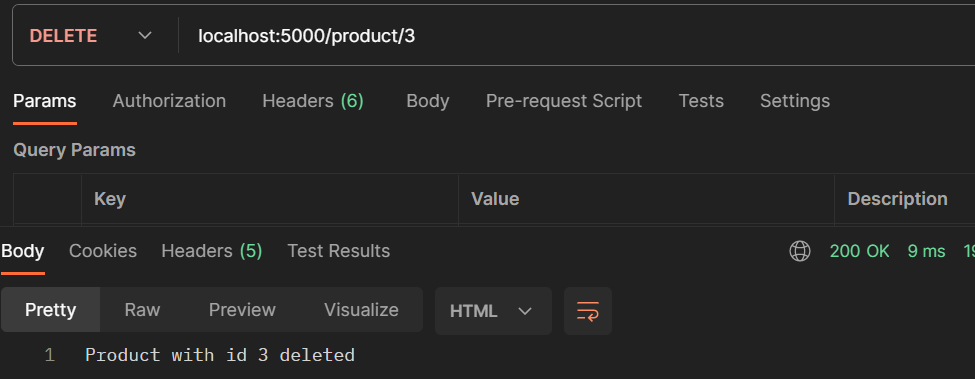 DELETE localhost:5000/product/3
Params Authorization Headers (6) Body Pre-request Script Tests Settings
Query Params
Key Value Description
Body Cookies Headers (5) Test Results 200 OK 9 ms
Pretty Raw Preview Visualize HTML
1 Product with id 3 deleted